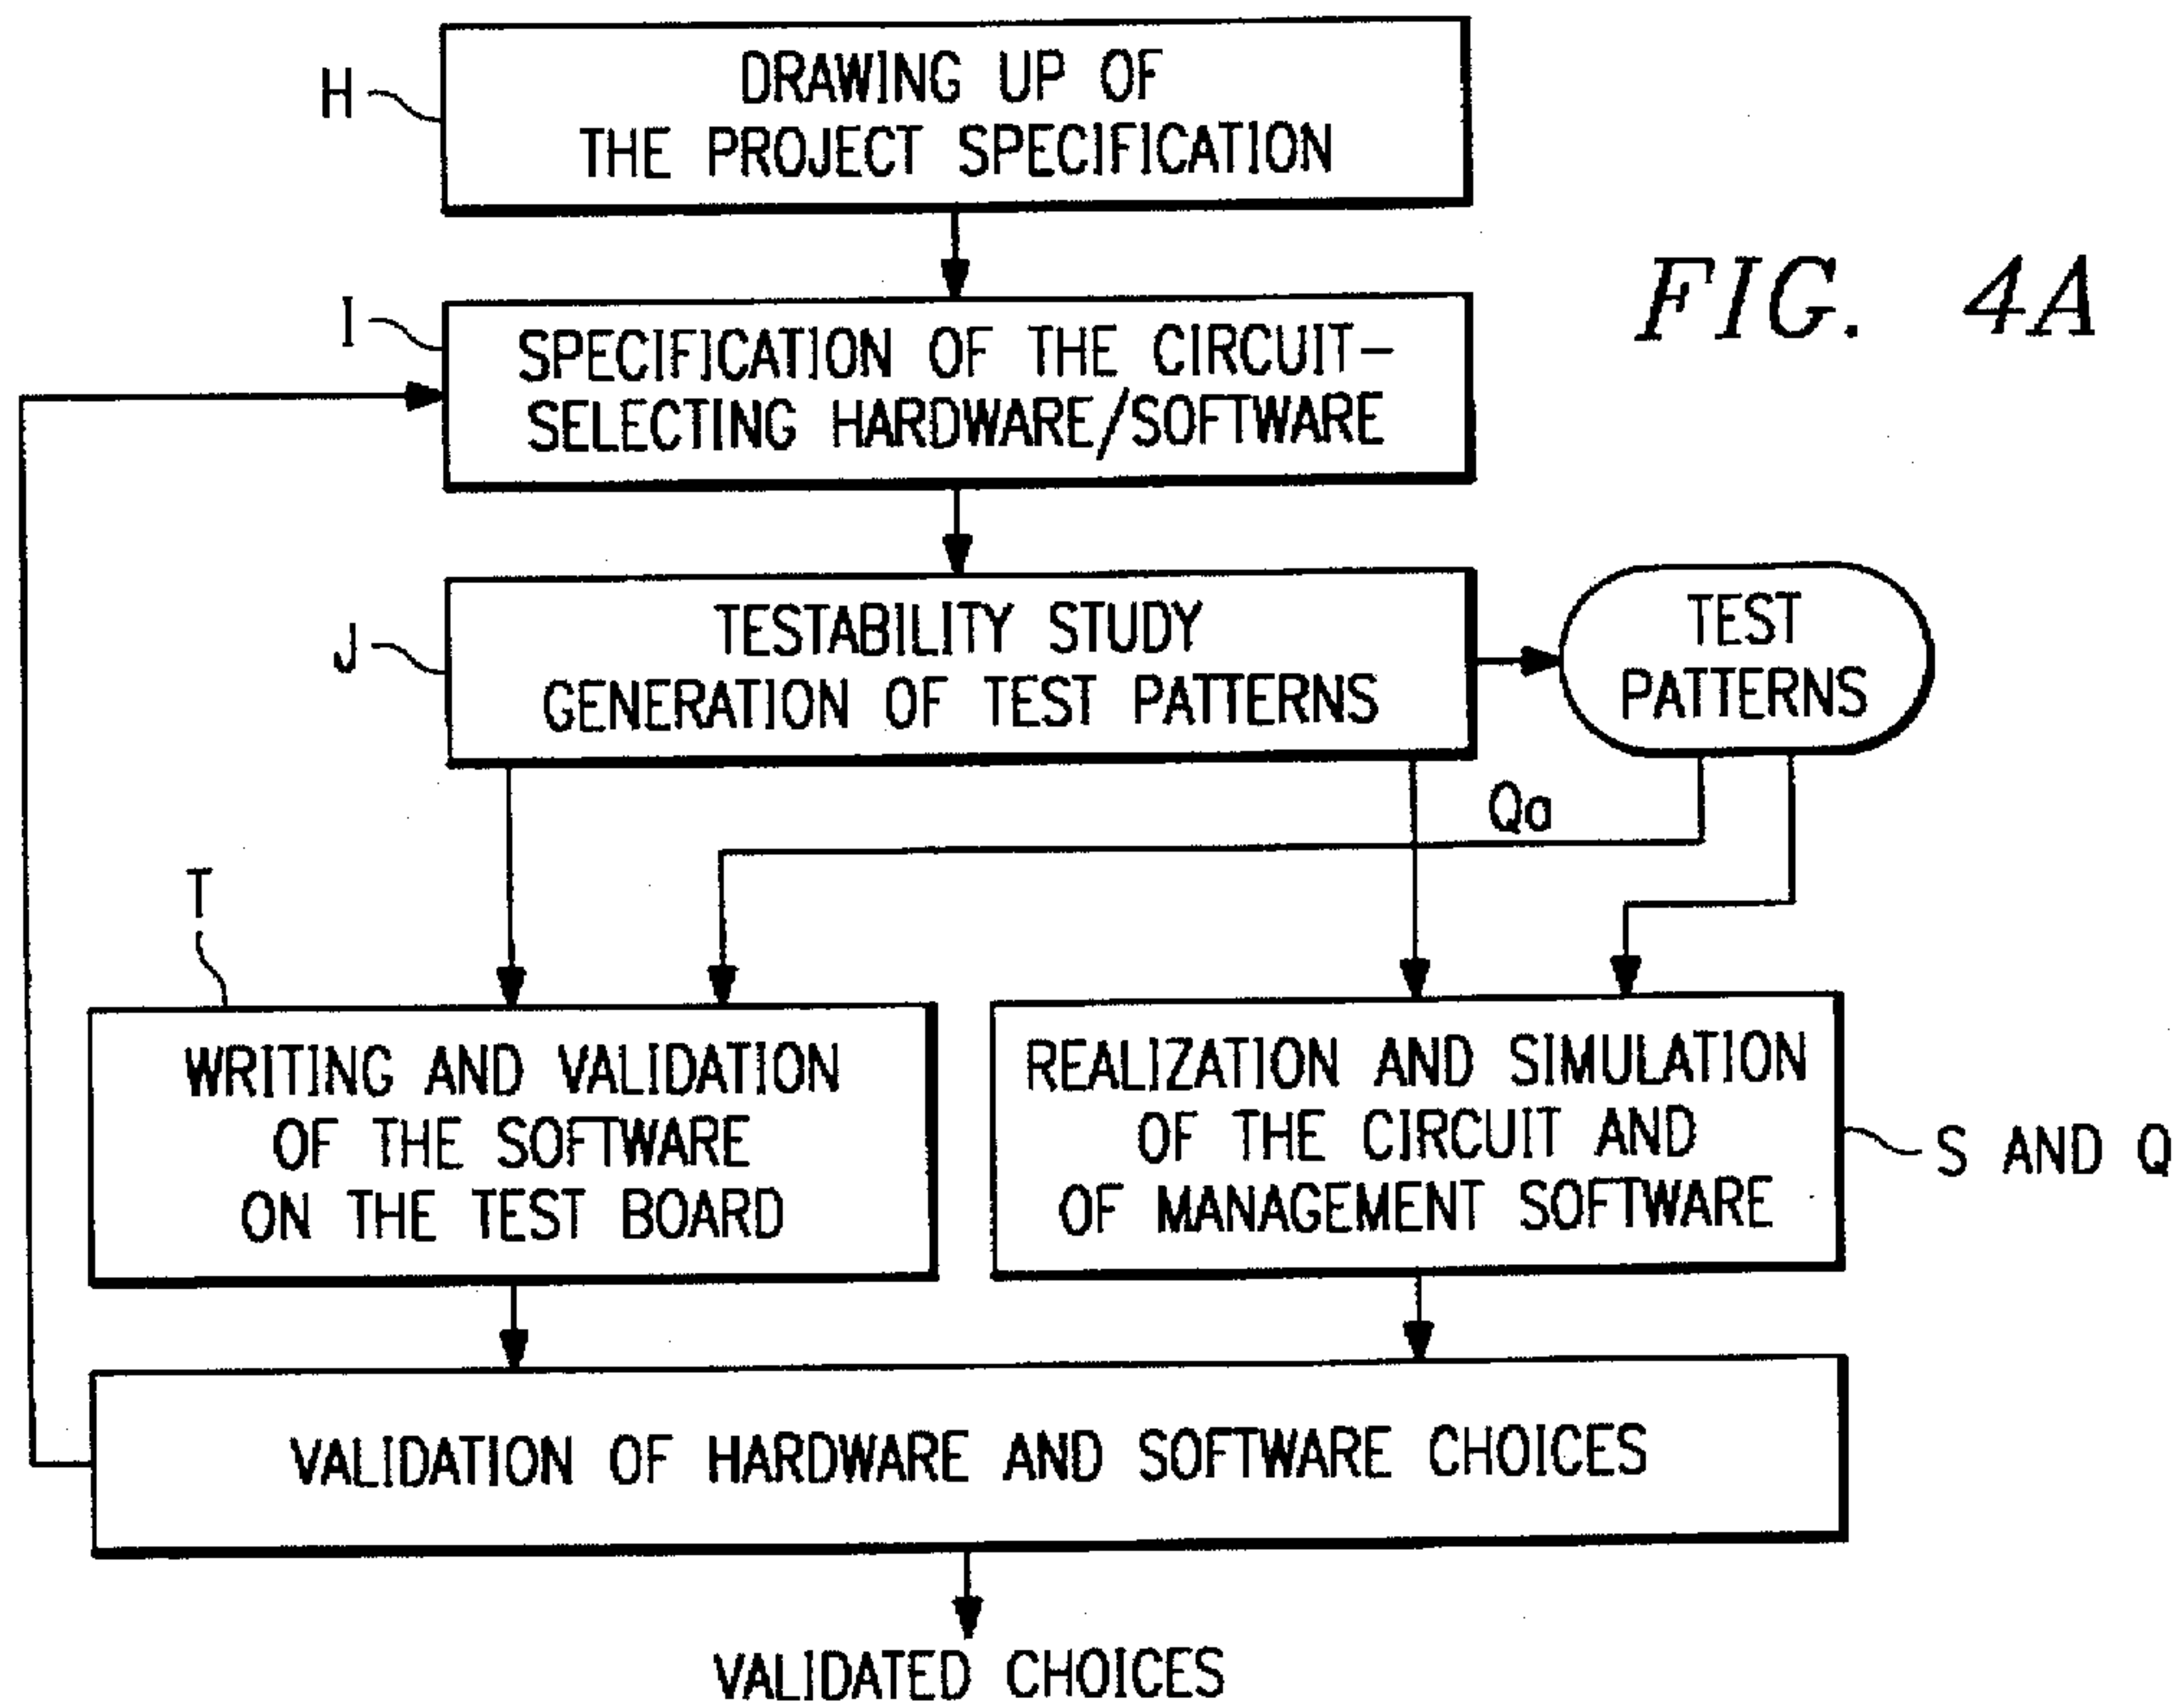 H
DRAWING UP OF
THE PROJECT SPECIFICATION
FIG. 4A
I
SPECIFICATION OF THE CIRCUIT-
SELECTING HARDWARE/SOFTWARE
J
TESTABILITY STUDY
GENERATION OF TEST PATTERNS
TEST
PATTERNS
Qa
T
WRITING AND VALIDATION
OF THE SOFTWARE
ON THE TEST BOARD
REALIZATION AND SIMULATION
OF THE CIRCUIT AND
OF MANAGEMENT SOFTWARE
S AND Q
VALIDATION OF HARDWARE AND SOFTWARE CHOICES
VALIDATED CHOICES